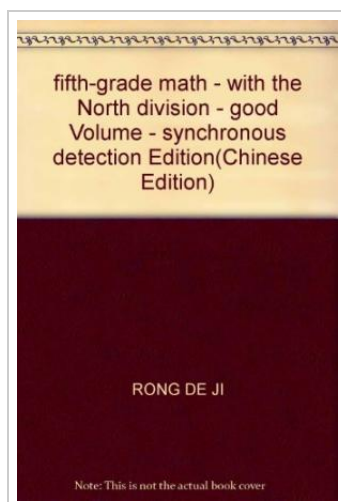 fifth-grade math - with the
North division - good
Volume - synchronous
detection Edition(Chinese
Edition)
RONG DE JI
Note: This is not the actual book cover